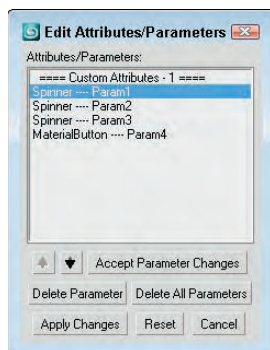 Edit Attributes/Parameters
Attributes/Parameters:
==== Custom Attributes - 1 ====
Spinner ---- Param1
Spinner ---- Param2
Spinner ---- Param3
MaterialButton ---- Param4
Accept Parameter Changes
Delete Parameter Delete All Parameters
Apply Changes Reset Cancel